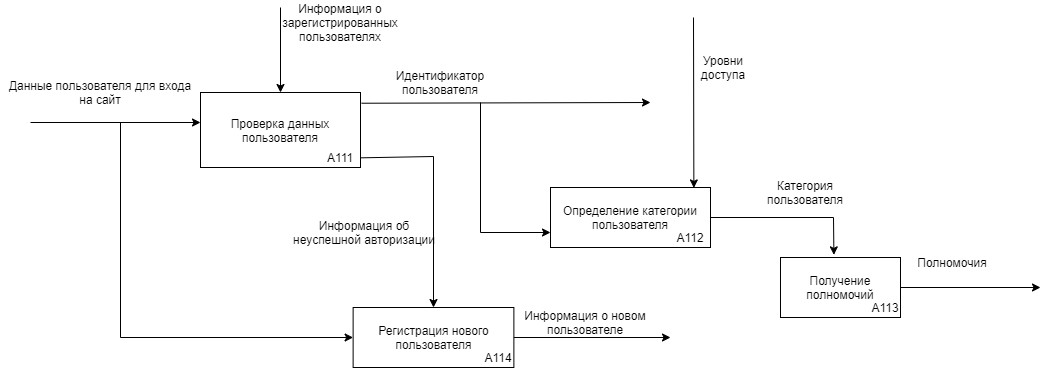 Информация о
зарегистрированных
пользователях
Данные пользователя для входа
на сайт
Идентификатор
пользователя
Уровни
доступа
Проверка данных
пользователя
A111
Категория
пользователя
Определение категории
пользователя
A112
Информация об
неуспешной авторизации
Получение
полномочий
A113
Полномочия
Регистрация нового
пользователя
A114
Информация о новом
пользователе